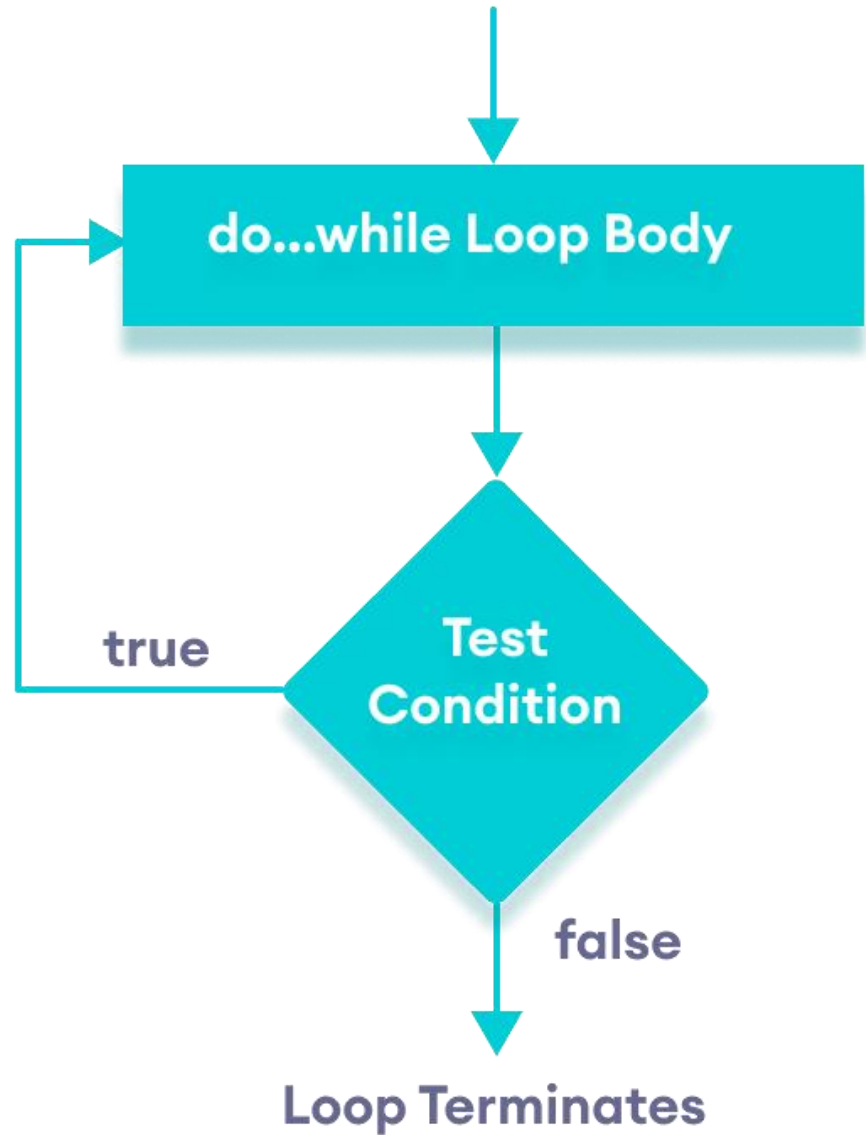 do...while Loop Body
true
Test
Condition
false
Loop Terminates